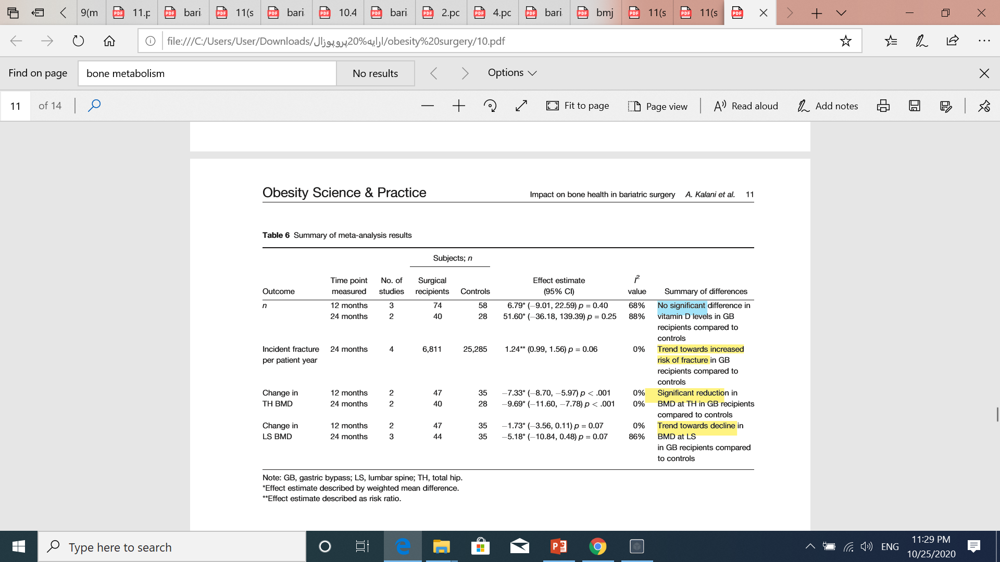 9(m 11.p bari 11(s bari 10.4 bari 2.pc 4.pc bari bmj 11(s 11(s
file:///C:/Users/User/Downloads/ارایه%20پروپوزال/obesity%20surgery/10.pdf
Find on page bone metabolism No results Options
11 of 14 Fit to page Page view Read aloud Add notes
Obesity Science & Practice Impact on bone health in bariatric surgery A. Kalani et al. 11
Table 6 Summary of meta-analysis results
Subjects; n
Time point No. of Surgical Effect estimate I²
Outcome measured studies recipients Controls (95% CI) value Summary of differences
n 12 months 3 74 58 6.79* (−9.01, 22.59) p = 0.40 68% No significant difference in
24 months 2 40 28 51.60* (−36.18, 139.39) p = 0.25 88% vitamin D levels in GB
recipients compared to
controls
Incident fracture 24 months 4 6,811 25,285 1.24** (0.99, 1.56) p = 0.06 0% Trend towards increased
per patient year risk of fracture in GB
recipients compared to
controls
Change in 12 months 2 47 35 −7.33* (−8.70, −5.97) p < .001 0% Significant reduction in
TH BMD 24 months 2 40 28 −9.69* (−11.60, −7.78) p < .001 0% BMD at TH in GB recipients
compared to controls
Change in 12 months 2 47 35 −1.73* (−3.56, 0.11) p = 0.07 0% Trend towards decline in
LS BMD 24 months 3 44 35 −5.18* (−10.84, 0.48) p = 0.07 86% BMD at LS
in GB recipients compared
to controls
Note: GB, gastric bypass; LS, lumbar spine; TH, total hip.
*Effect estimate described by weighted mean difference.
**Effect estimate described as risk ratio.
Type here to search ENG 11:29 PM
10/25/2020